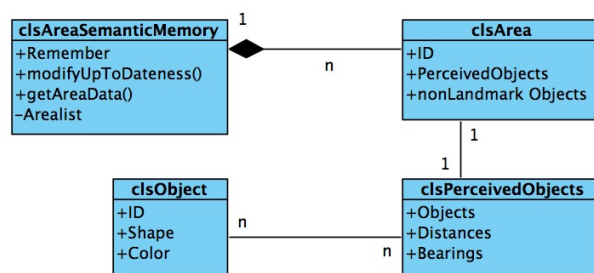 clsAreaSemanticMemory
+Remember
+modifyUpToDateness()
+getAreaData()
-Arealist
1
n
clsArea
+ID
+PerceivedObjects
+nonLandmark Objects
1
1
clsObject
+ID
+Shape
+Color
n
n
clsPerceivedObjects
+Objects
+Distances
+Bearings